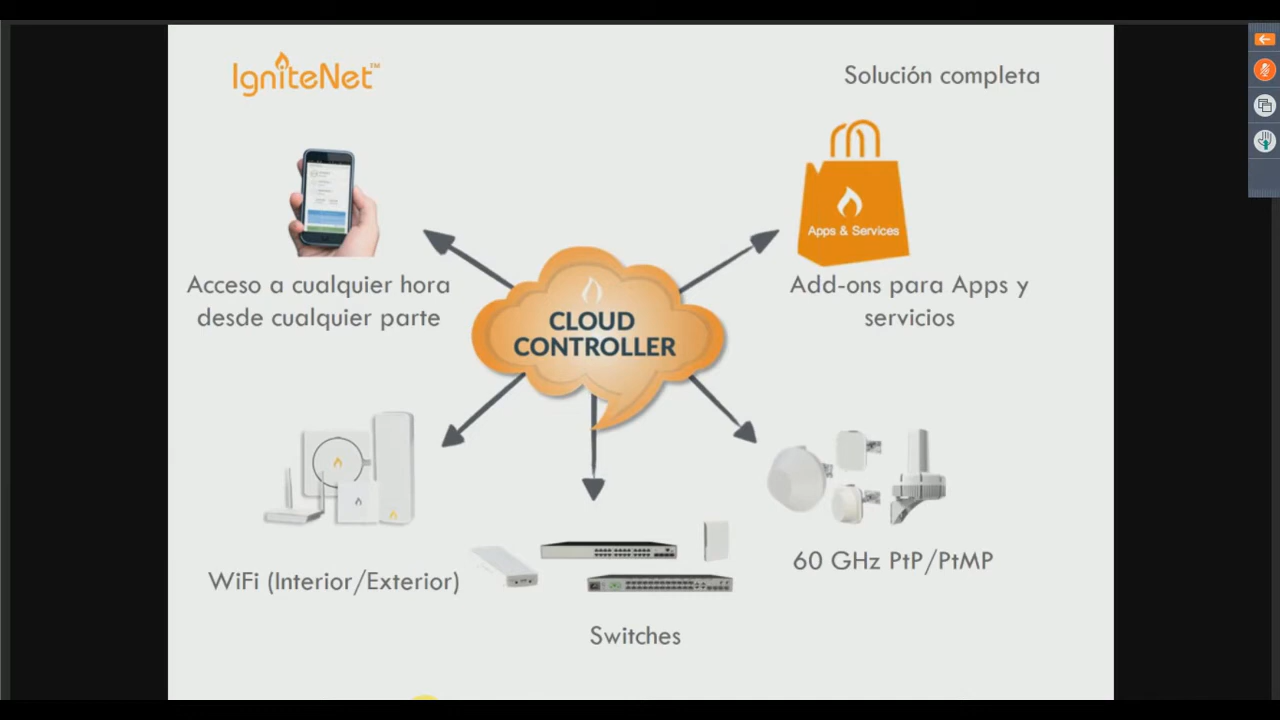 IgniteNet™
Solución completa
Apps & Services
Acceso a cualquier hora
desde cualquier parte
Add-ons para Apps y
servicios
CLOUD
CONTROLLER
WiFi (Interior/Exterior)
60 GHz PtP/PtMP
Switches